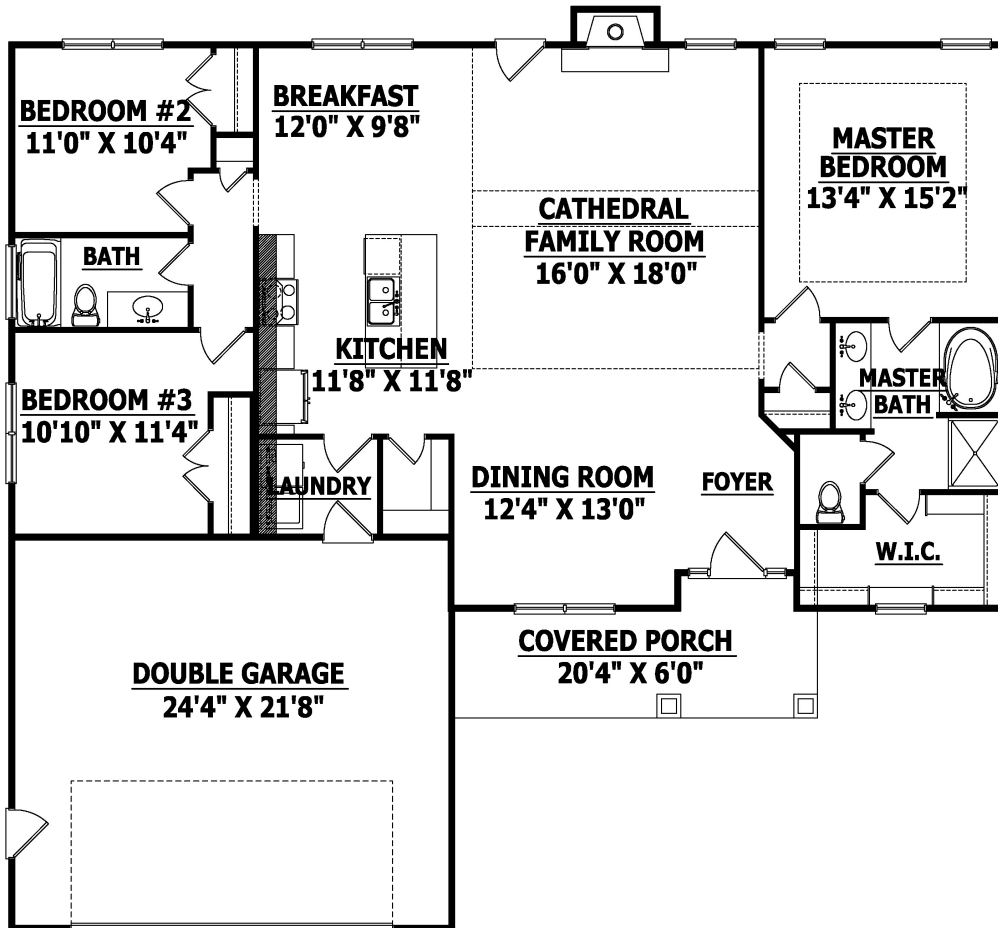 BEDROOM #2
11'0" X 10'4"
BREAKFAST
12'0" X 9'8"
MASTER
BEDROOM
13'4" X 15'2"
CATHEDRAL
FAMILY ROOM
16'0" X 18'0"
BATH
KITCHEN
11'8" X 11'8"
MASTER
BATH
BEDROOM #3
10'10" X 11'4"
LAUNDRY
DINING ROOM
12'4" X 13'0"
FOYER
W.I.C.
COVERED PORCH
20'4" X 6'0"
DOUBLE GARAGE
24'4" X 21'8"